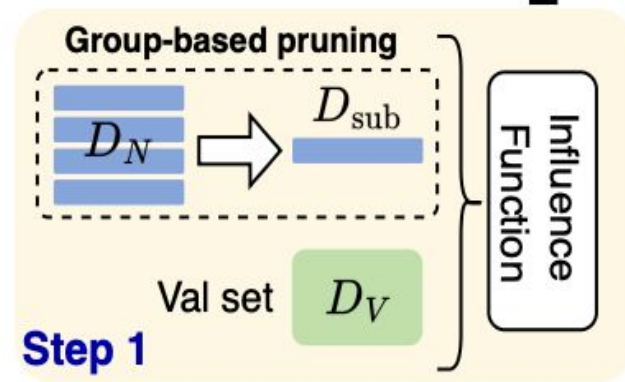 Group-based pruning
D_N
D_sub
Val set
D_V
Influence
Function
Step 1